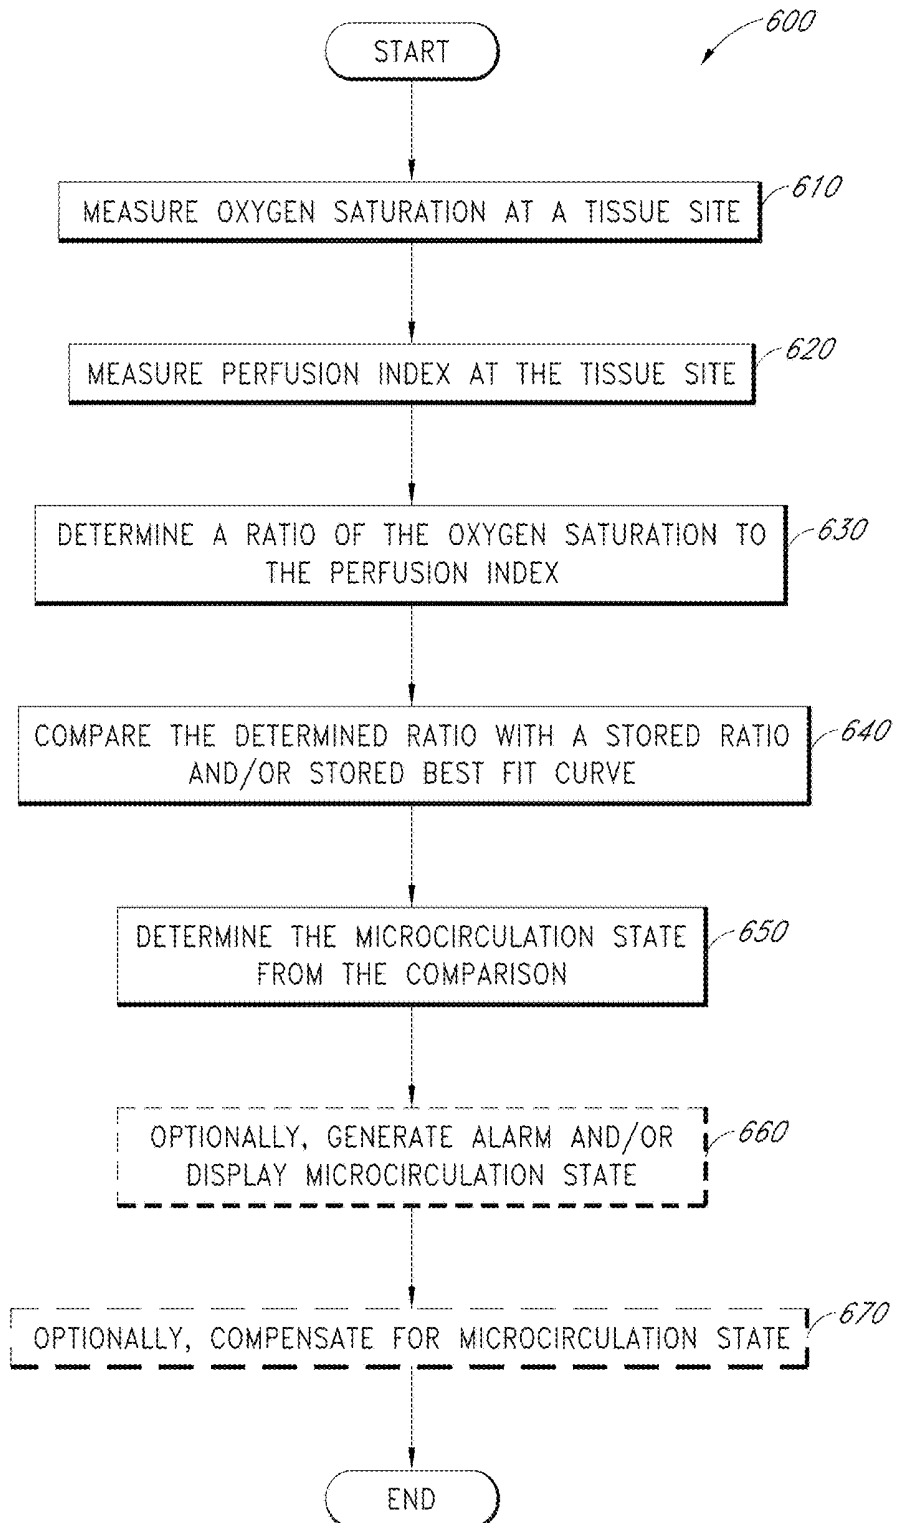 600
START
610
MEASURE OXYGEN SATURATION AT A TISSUE SITE
620
MEASURE PERFUSION INDEX AT THE TISSUE SITE
630
DETERMINE A RATIO OF THE OXYGEN SATURATION TO
THE PERFUSION INDEX
640
COMPARE THE DETERMINED RATIO WITH A STORED RATIO
AND/OR STORED BEST FIT CURVE
650
DETERMINE THE MICROCIRCULATION STATE
FROM THE COMPARISON
660
OPTIONALLY, GENERATE ALARM AND/OR
DISPLAY MICROCIRCULATION STATE
670
OPTIONALLY, COMPENSATE FOR MICROCIRCULATION STATE
END